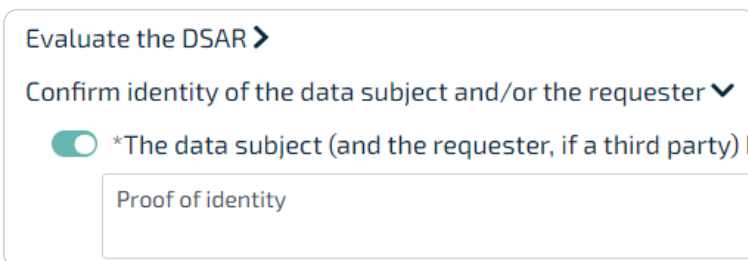 Evaluate the DSAR
Confirm identity of the data subject and/or the requester
*The data subject (and the requester, if a third party)
Proof of identity